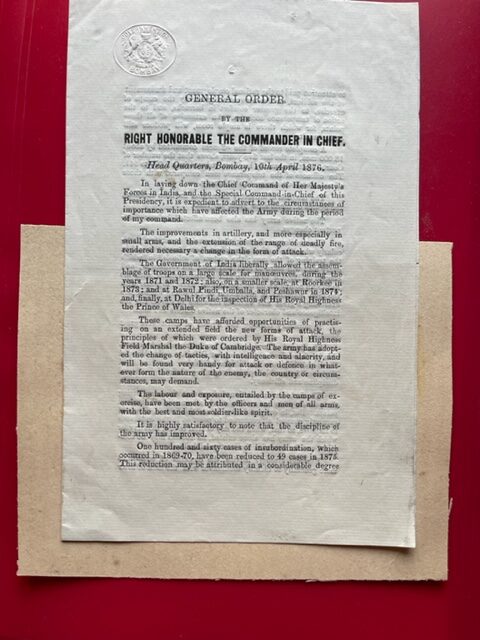 BOMBAY
GENERAL ORDER
BY THE
RIGHT HONORABLE THE COMMANDER IN CHIEF.
Head Quarters, Bombay, 10th April 1876.
In laying down the Chief Command of Her Majesty's
Forces in India, and the Special Command-in-Chief of this
Presidency, it is expedient to advert to the circumstances of
importance which have affected the Army during the period
of my command.
The improvements in artillery, and more especially in
small arms, and the extension of the range of deadly fire,
rendered necessary a change in the form of attack.
The Government of India liberally allowed the assem-
blage of troops on a large scale for manœuvres, during the
years 1871 and 1872; also, on a smaller scale, at Roorkee in
1873; and at Rawul Pindi, Umballa, and Peshawur in 1874;
and, finally, at Delhi for the inspection of His Royal Highness
the Prince of Wales.
These camps have afforded opportunities of practis-
ing on an extended field the new forms of attack, the
principles of which were ordered by His Royal Highness
Field Marshal the Duke of Cambridge. The army has adopt-
ed the change of tactics, with intelligence and alacrity, and
will be found very handy for attack or defence in what-
ever form the nature of the enemy, the country or circum-
stances, may demand.
The labour and exposure, entailed by the camps of ex-
ercise, have been met by the officers and men of all arms,
with the best and most soldier-like spirit.
It is highly satisfactory to note that the discipline of
the army has improved.
One hundred and sixty cases of insubordination, which
occurred in 1869-70, have been reduced to 49 cases in 1875.
This reduction may be attributed in a considerable degree